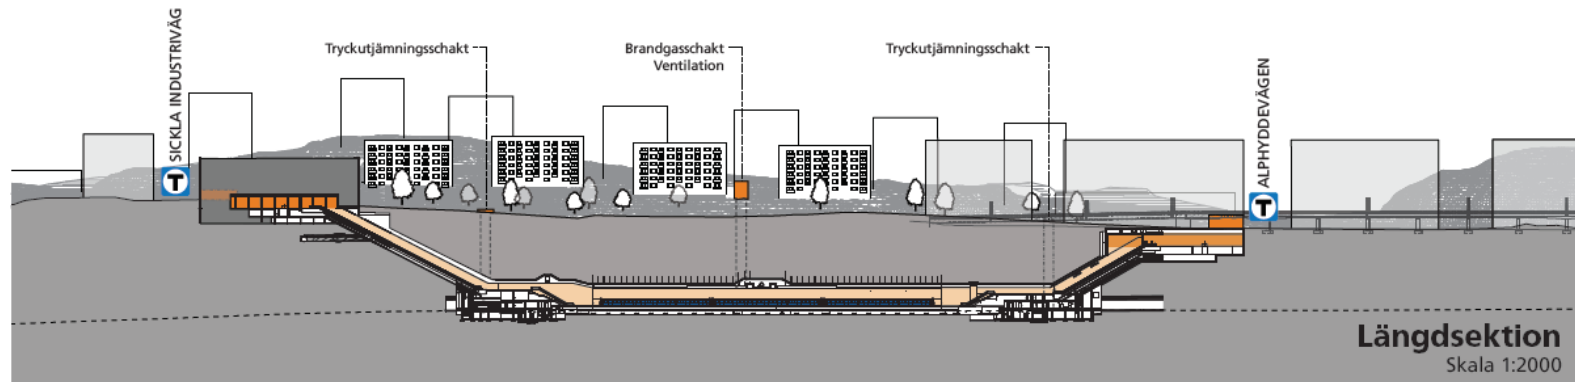 SICKLA INDUSTRIVÄG
T
Tryckutjämningsschakt
Brandgasschakt
Ventilation
Tryckutjämningsschakt
ALPHYDDEVÄGEN
T
Längdsektion
Skala 1:2000